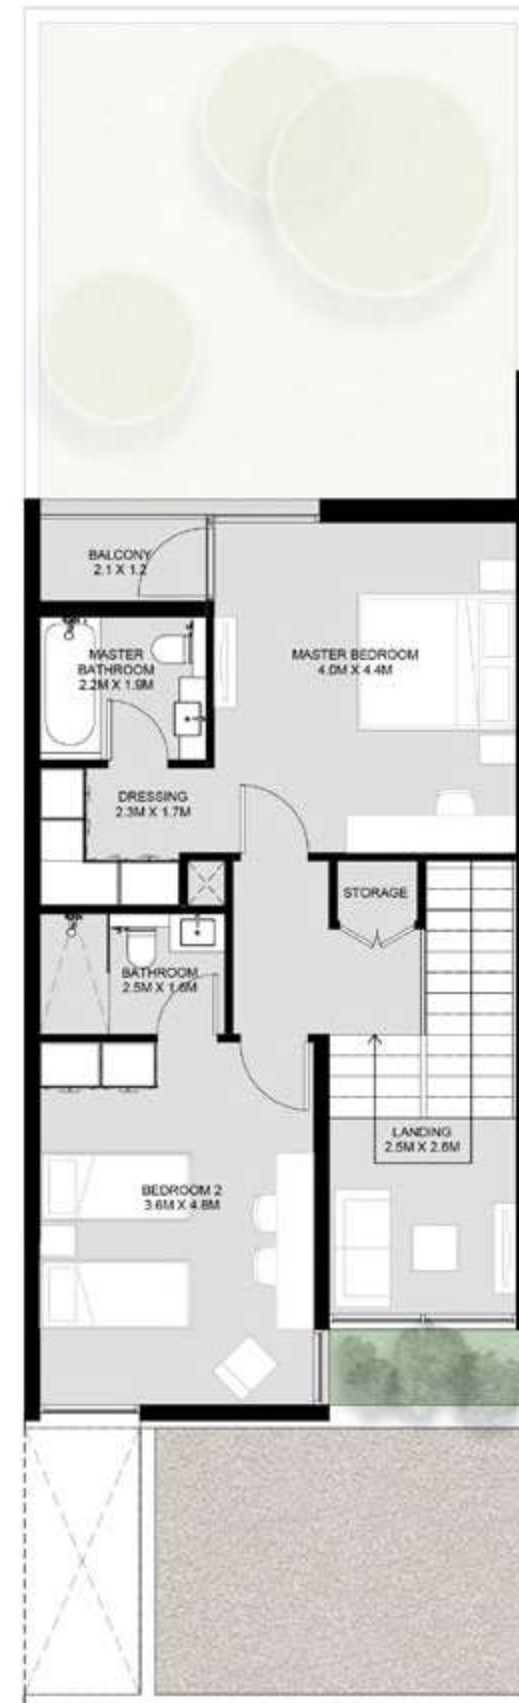 BALCONY
2.1 X 1.2
MASTER
BATHROOM
2.2M X 1.9M
MASTER BEDROOM
4.0M X 4.4M
DRESSING
2.3M X 1.7M
STORAGE
BATHROOM
2.5M X 1.6M
LANDING
2.5M X 2.6M
BEDROOM 2
3.6M X 4.8M